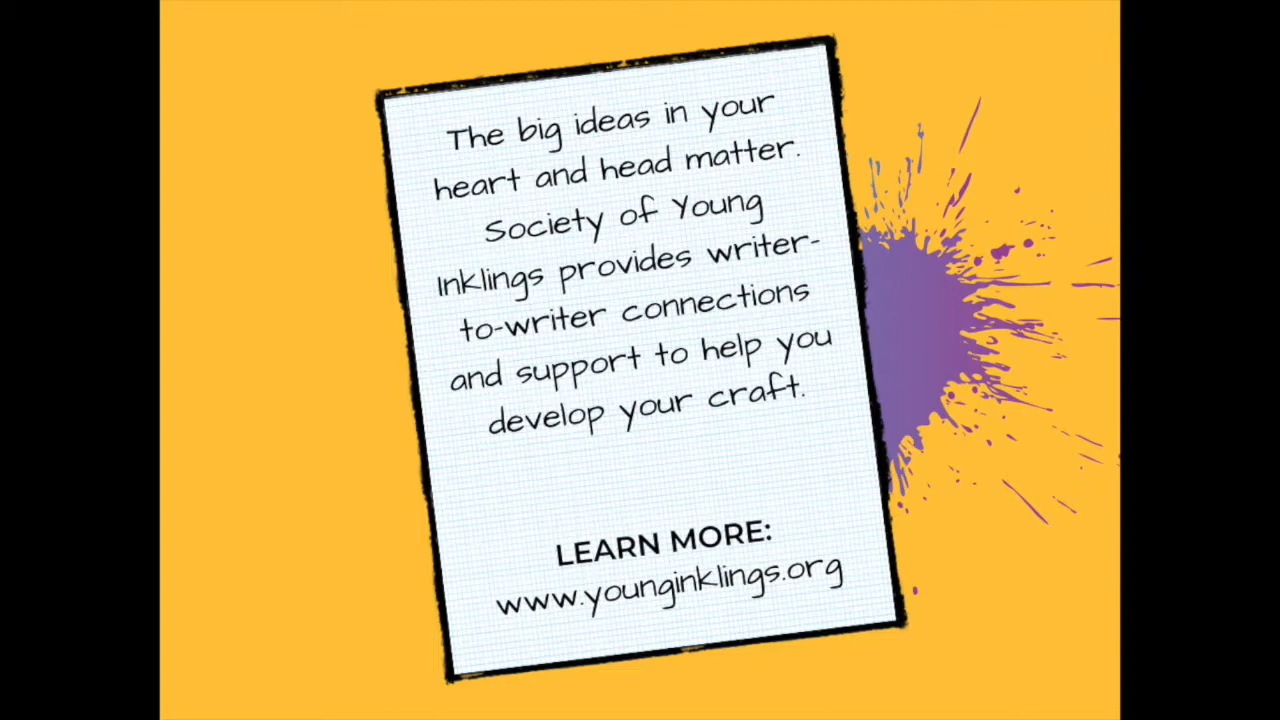 The big ideas in your
heart and head matter.
Society of Young
Inklings provides writer-
to-writer connections
and support to help you
develop your craft.
LEARN MORE:
www.younginklings.org